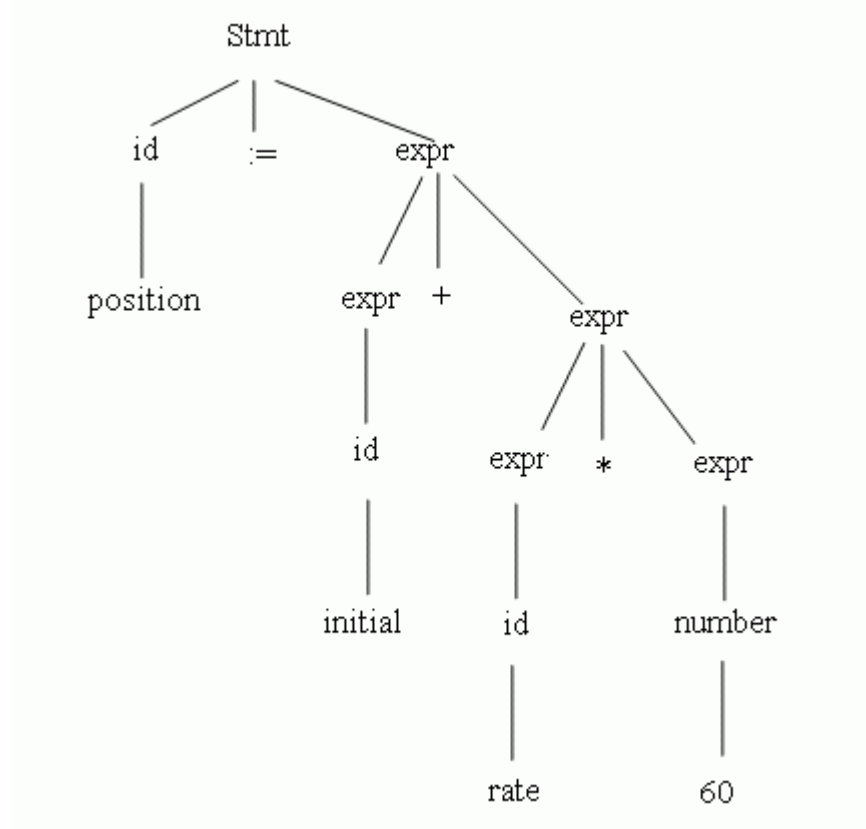 Stmt
id := expr
position expr + expr
id expr * expr
initial id number
rate 60